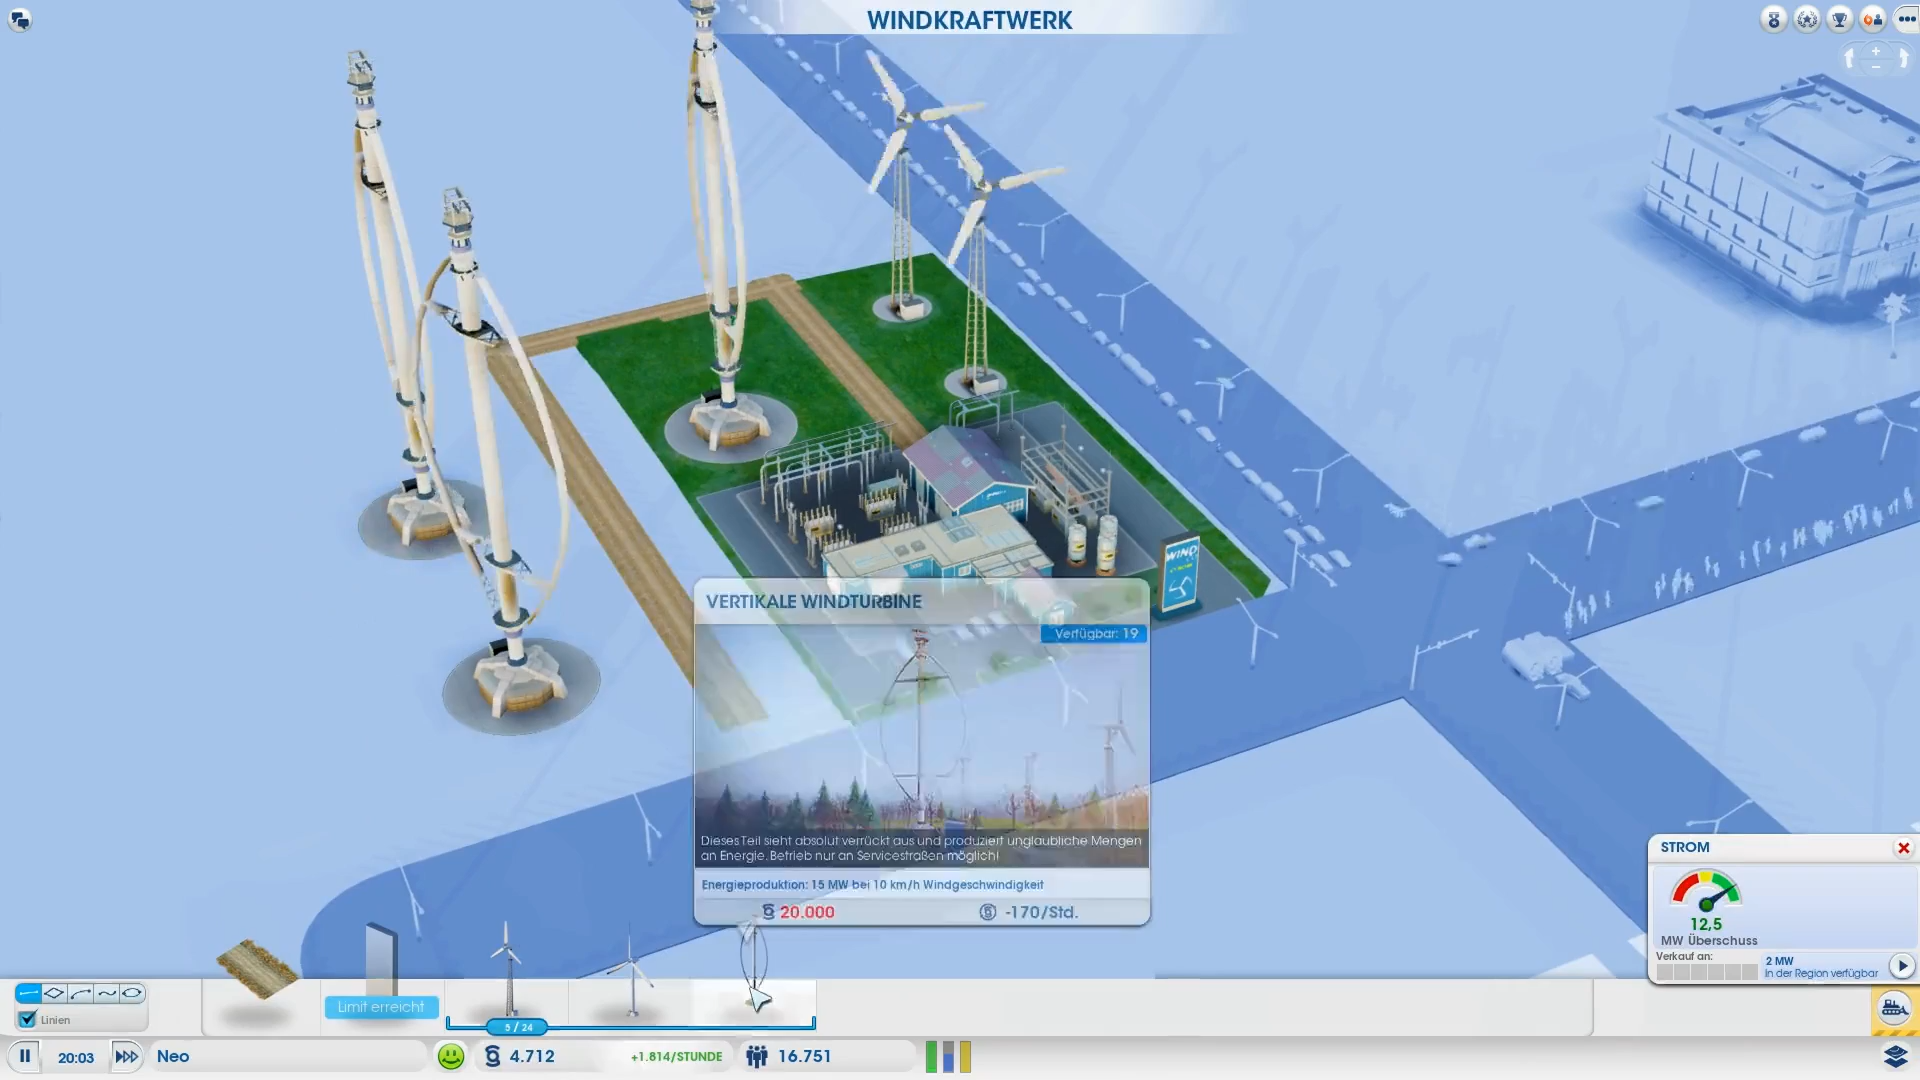 WINDKRAFTWERK
WIND
VERTIKALE WINDTURBINE
Verfügbar: 19
Dieses Teil sieht absolut verrückt aus und produziert unglaubliche Mengen
an Energie. Betrieb nur an Servicestraßen möglich!
Energieproduktion: 15 MW bei 10 km/h Windgeschwindigkeit
20.000
-170/Std.
STROM
12,5
MW Überschuss
Verkauf an:
2 MW
In der Region verfügbar
Linien
Limit erreicht
5 / 24
20:03
Neo
4.712
+1.814/STUNDE
16.751